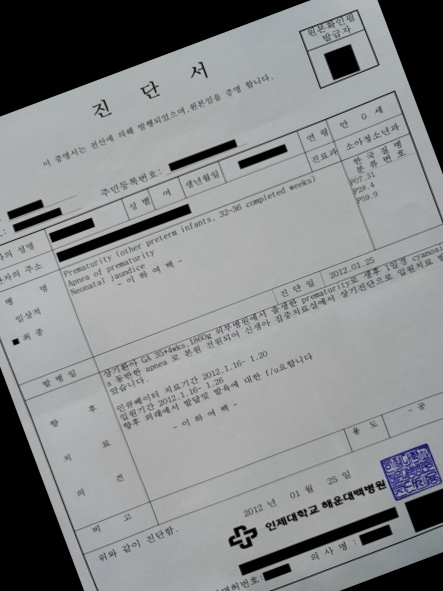 원본확인필
발급자
진 단 서
이 증명서는 전산에 의해 발행되었으며, 원본임을 증명 합니다.
주민등록번호:
의 성명
성 별
여
생년월일
연 령
만 0 세
자의 주소
진료과
소아청소년과
병 명
임상적
■ 최 종
Prematurity (other preterm infants, 32-36 completed weeks)
Apnea of prematurity
Neonatal jaundice
- 이 하 여 백 -
한 국 질 병
분 류 번 호
P07.31
P28.4
P59.9
발 병 일
진 단 일
2012.01.25
향 후
치 료
의 견
상기환아 GA 35+4wks, 1860g 외부병원에서 출생한 prematurity로 생후 1일경
s 동반한 apnea 로 본원 전원되어 신생아 집중치료실에서 상기진단으로 입원치료 받
았습니다.
인큐베이터 치료기간 2012.1.16- 1.20
입원기간 2012.1.16- 1.26
향후 외래에서 발달및 발육에 대한 f/u요합니다
- 이 하 여 백 -
비 고
용 도
위와 같이 진단함.
2012 년 01 월 25 일
인제대학교 해운대백병원
면허번호:
의 사 명 :